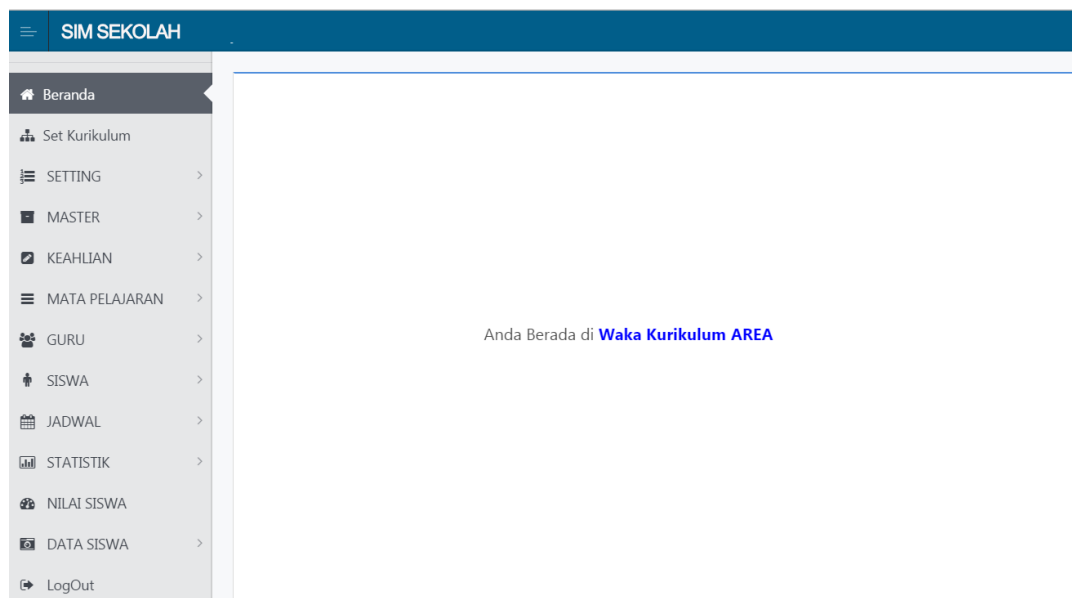 SIM SEKOLAH
Beranda
Set Kurikulum
SETTING
MASTER
KEAHLIAN
MATA PELAJARAN
GURU
SISWA
JADWAL
STATISTIK
NILAI SISWA
DATA SISWA
LogOut
Anda Berada di Waka Kurikulum AREA